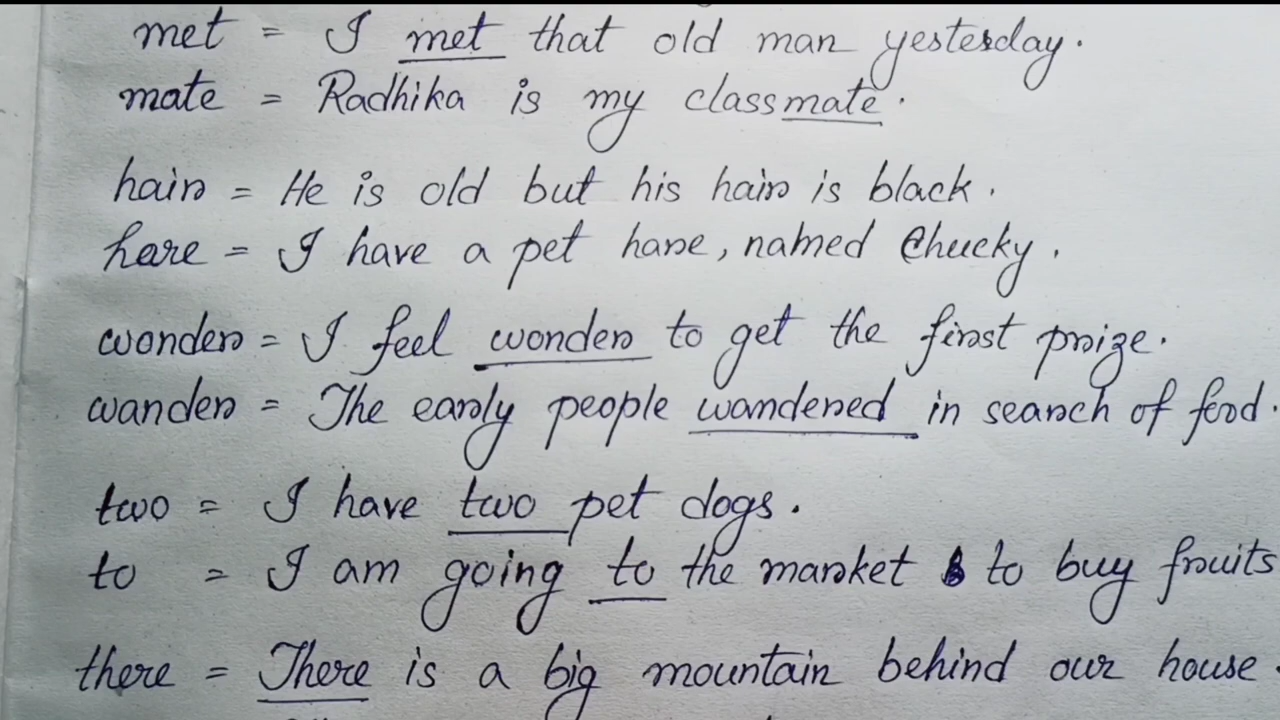 met = I met that old man yesterday.
mate = Radhika is my classmate.
hair = He is old but his hair is black.
hare = I have a pet hare, named Chucky.
wonder = I feel wonder to get the first prize.
wander = The early people wandered in search of food.
two = I have two pet dogs.
to = I am going to the market to buy fruits
there = There is a big mountain behind our house.